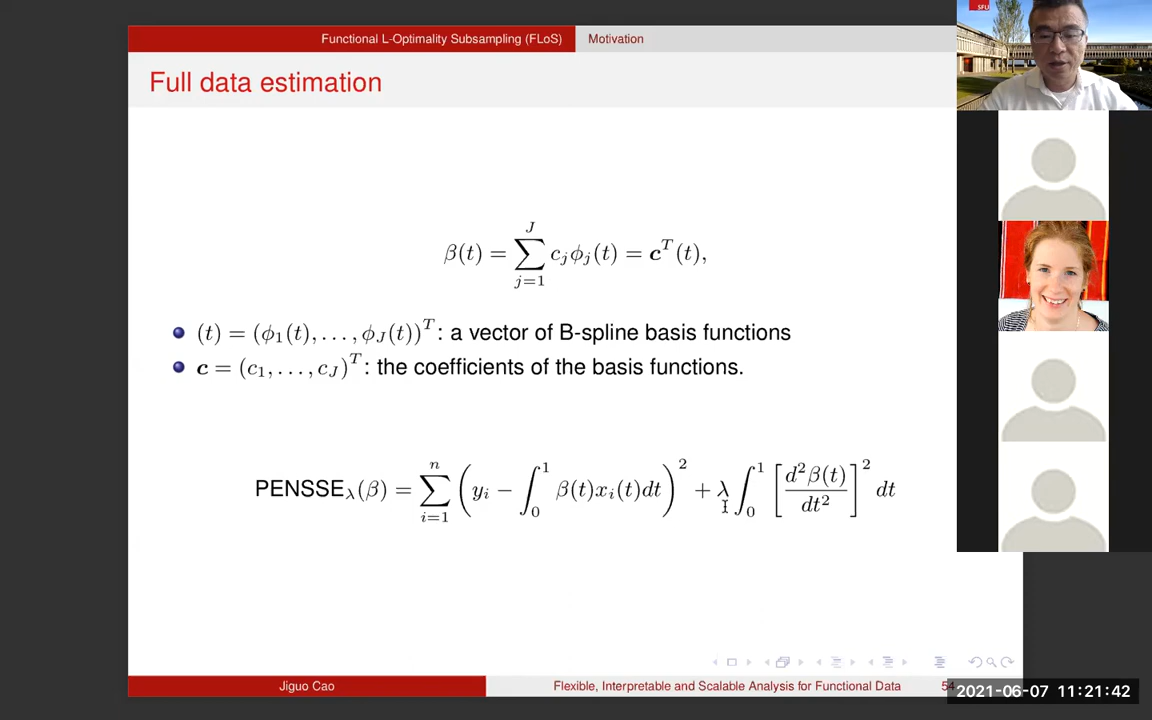 SFU
Functional L-Optimality Subsampling (FLoS) Motivation
Full data estimation
β(t) = ∑_{j=1}^{J} c_jϕ_j(t) = c^T(t),
(t) = (ϕ_1(t), . . . , ϕ_J(t))^T: a vector of B-spline basis functions
c = (c_1, . . . , c_J)^T: the coefficients of the basis functions.
PENSSE_λ(β) = ∑_{i=1}^{n} (y_i − ∫_0^1 β(t)x_i(t)dt)^2 + λ ∫_0^1 [d^2β(t)/dt^2]^2 dt
Jiguo Cao Flexible, Interpretable and Scalable Analysis for Functional Data
2021-06-07 11:21:42